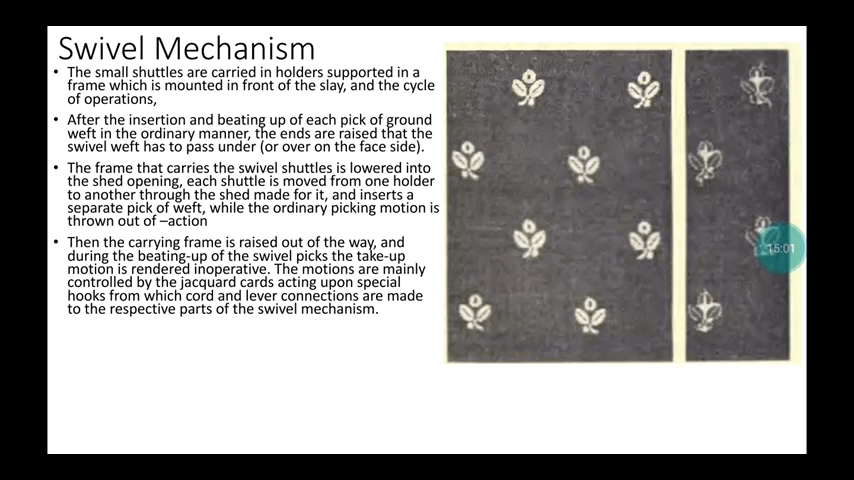 Swivel Mechanism
• The small shuttles are carried in holders supported in a
frame which is mounted in front of the slay, and the cycle
of operations,
• After the insertion and beating up of each pick of ground
weft in the ordinary manner, the ends are raised that the
swivel weft has to pass under (or over on the face side).
• The frame that carries the swivel shuttles is lowered into
the shed opening, each shuttle is moved from one holder
to another through the shed made for it, and inserts a
separate pick of weft, while the ordinary picking motion is
thrown out of –action
• Then the carrying frame is raised out of the way, and
during the beating-up of the swivel picks the take-up
motion is rendered inoperative. The motions are mainly
controlled by the jacquard cards acting upon special
hooks from which cord and lever connections are made
to the respective parts of the swivel mechanism.
15:01